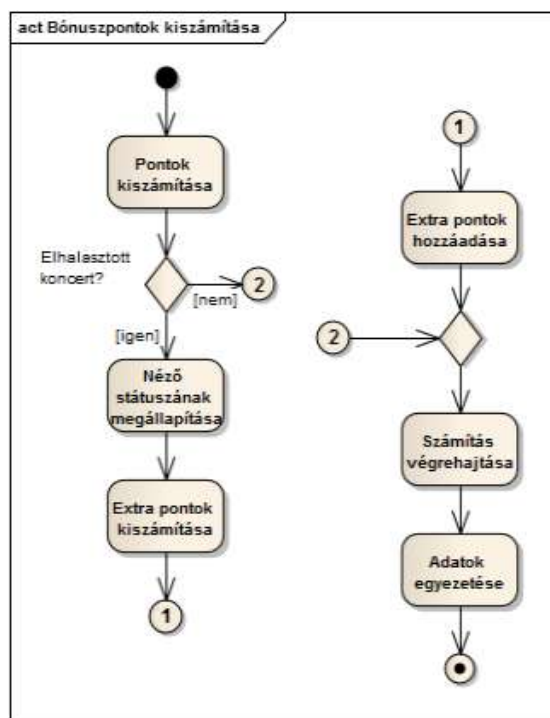 act Bónuszpontok kiszámítása
Pontok
kiszámítása
Elhalasztott
koncert?
2
[nem]
[igen]
Néző
státuszának
megállapítása
Extra pontok
kiszámítása
1
1
Extra pontok
hozzáadása
2
Számítás
végrehajtása
Adatok
egyezetése